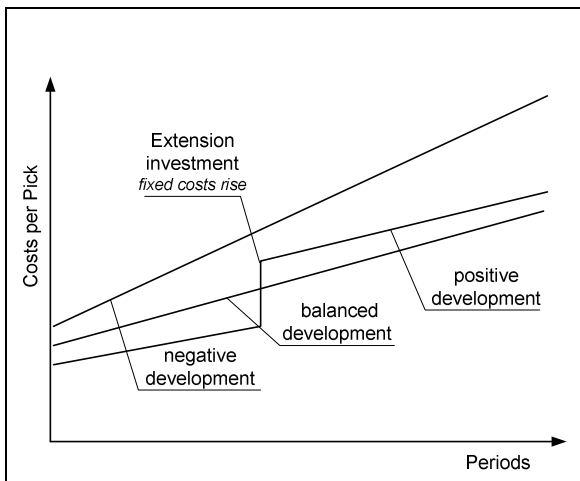 Extension
investment
fixed costs rise
Costs per Pick
positive
development
balanced
development
negative
development
Periods